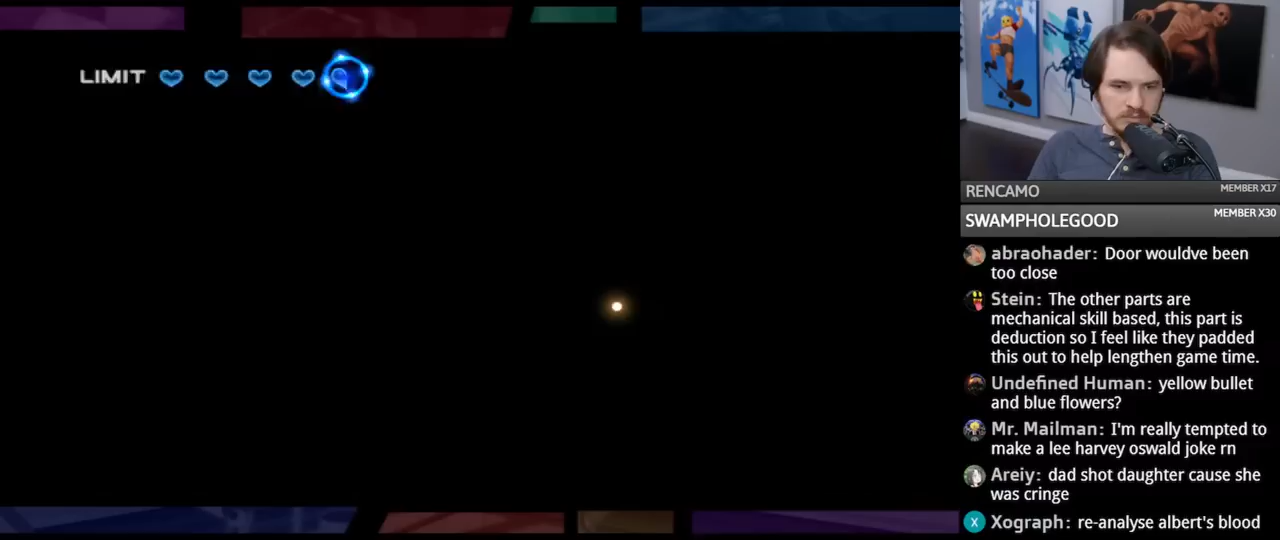 LIMIT
RENCAMO
MEMBER X17
SWAMPHOLEGOOD
MEMBER X30
abraohader: Door wouldve been
too close
Stein: The other parts are
mechanical skill based, this part is
deduction so I feel like they padded
this out to help lengthen game time.
Undefined Human: yellow bullet
and blue flowers?
Mr. Mailman: I'm really tempted to
make a lee harvey oswald joke rn
Areiy: dad shot daughter cause she
was cringe
X
Xograph: re-analyse albert's blood